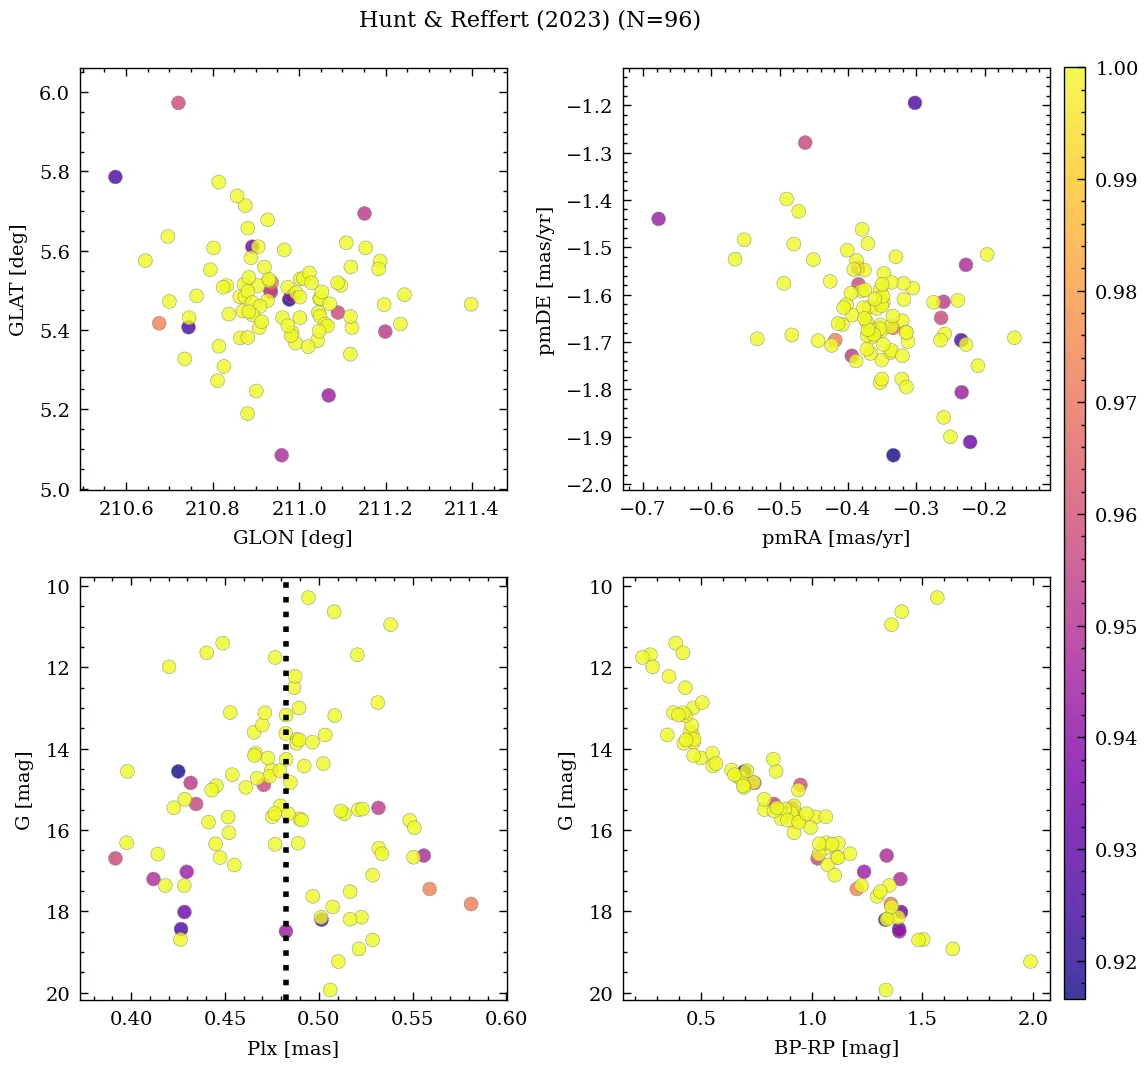 Hunt & Reffert (2023) (N=96)
6.0
5.8
5.6
5.4
5.2
5.0
GLAT [deg]
210.6 210.8 211.0 211.2 211.4
GLON [deg]
−1.2
−1.3
−1.4
−1.5
−1.6
−1.7
−1.8
−1.9
−2.0
pmDE [mas/yr]
−0.7 −0.6 −0.5 −0.4 −0.3 −0.2
pmRA [mas/yr]
10
12
14
16
18
20
G [mag]
0.40 0.45 0.50 0.55 0.60
Plx [mas]
10
12
14
16
18
20
G [mag]
0.5 1.0 1.5 2.0
BP-RP [mag]
1.00
0.99
0.98
0.97
0.96
0.95
0.94
0.93
0.92